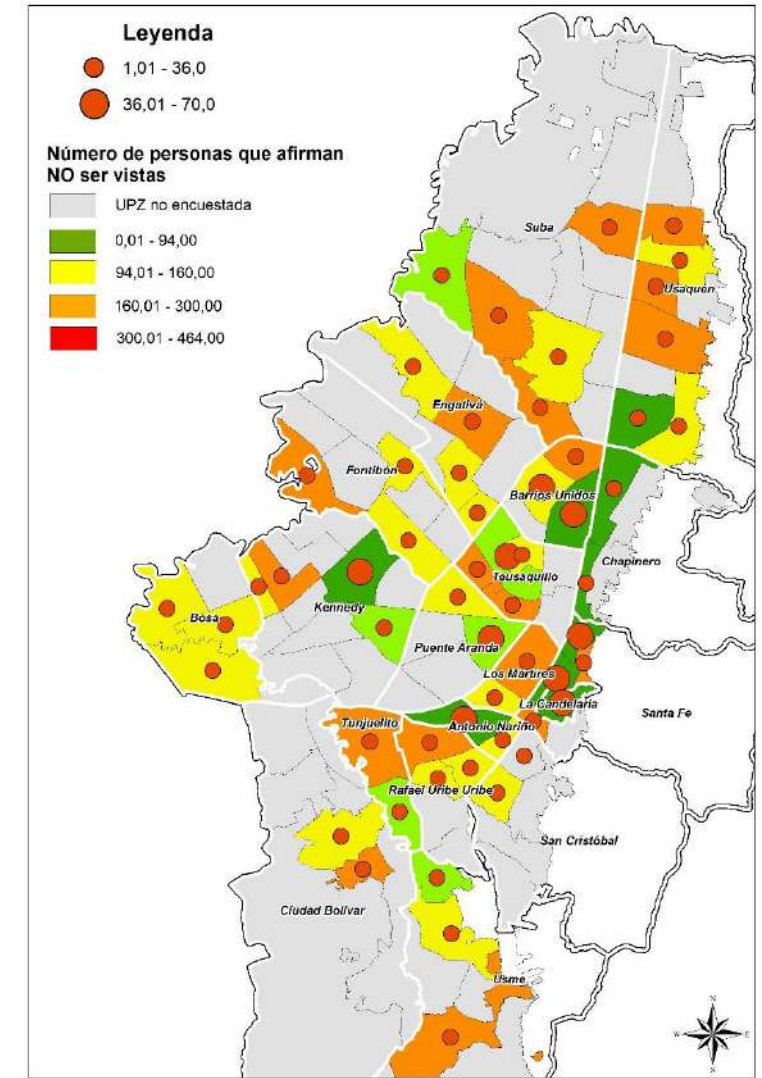 Leyenda
1,01 - 36,0
36,01 - 70,0
Número de personas que afirman
NO ser vistas
UPZ no encuestada
0,01 - 94,00
94,01 - 160,00
160,01 - 300,00
300,01 - 464,00
Suba
Usaquén
Engativá
Fontibón
Barrios Unidos
Chapinero
Teusaquillo
Kennedy
Bosa
Puente Aranda
Los Mártires
La Candelaria
Santa Fe
Tunjuelito
Antonio Nariño
Rafael Uribe Uribe
San Cristóbal
Ciudad Bolívar
Usme
N
W
E
S